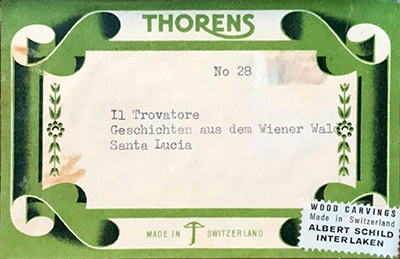 THORENS
No 28
Il Trovatore
Geschichten aus dem Wiener Wald
Santa Lucia
MADE IN SWITZERLAND
WOOD CARVINGS
Made in Switzerland
ALBERT SCHILD
INTERLAKEN